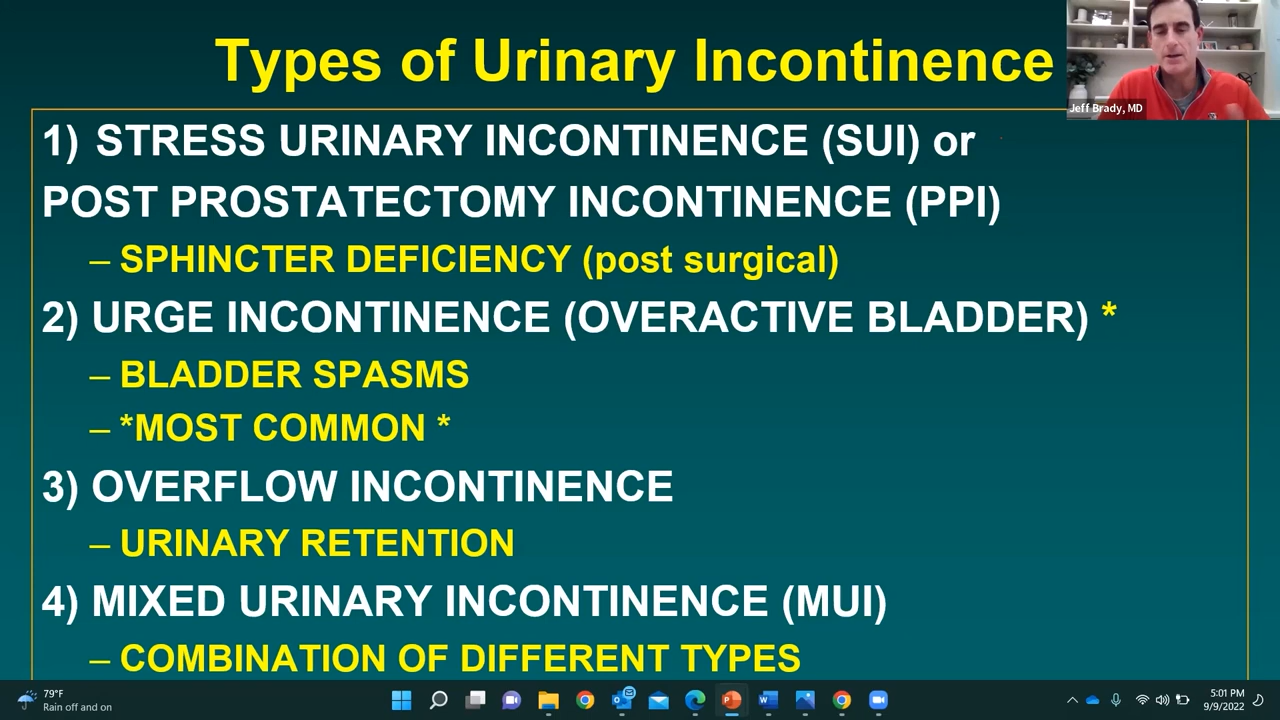 Types of Urinary Incontinence
Jeff Brady, MD
1) STRESS URINARY INCONTINENCE (SUI) or
POST PROSTATECTOMY INCONTINENCE (PPI)
– SPHINCTER DEFICIENCY (post surgical)
2) URGE INCONTINENCE (OVERACTIVE BLADDER) *
– BLADDER SPASMS
– *MOST COMMON *
3) OVERFLOW INCONTINENCE
– URINARY RETENTION
4) MIXED URINARY INCONTINENCE (MUI)
– COMBINATION OF DIFFERENT TYPES
79°F
Rain off and on
5:01 PM
9/9/2022